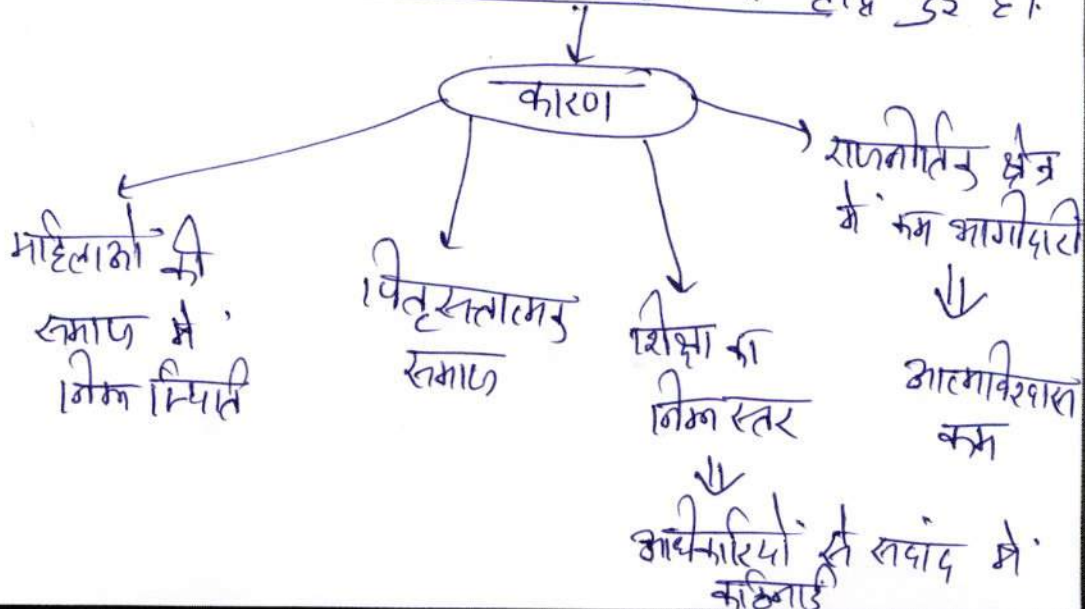 कारण
महिलाओं की
समाज में
निम्न स्थिति
पितृसत्तात्मक
समाज
शिक्षा का
निम्न स्तर
अधिकारियों से संवाद में
कठिनाई
राजनीतिक क्षेत्र
में कम भागीदारी
आत्मविश्वास
कम